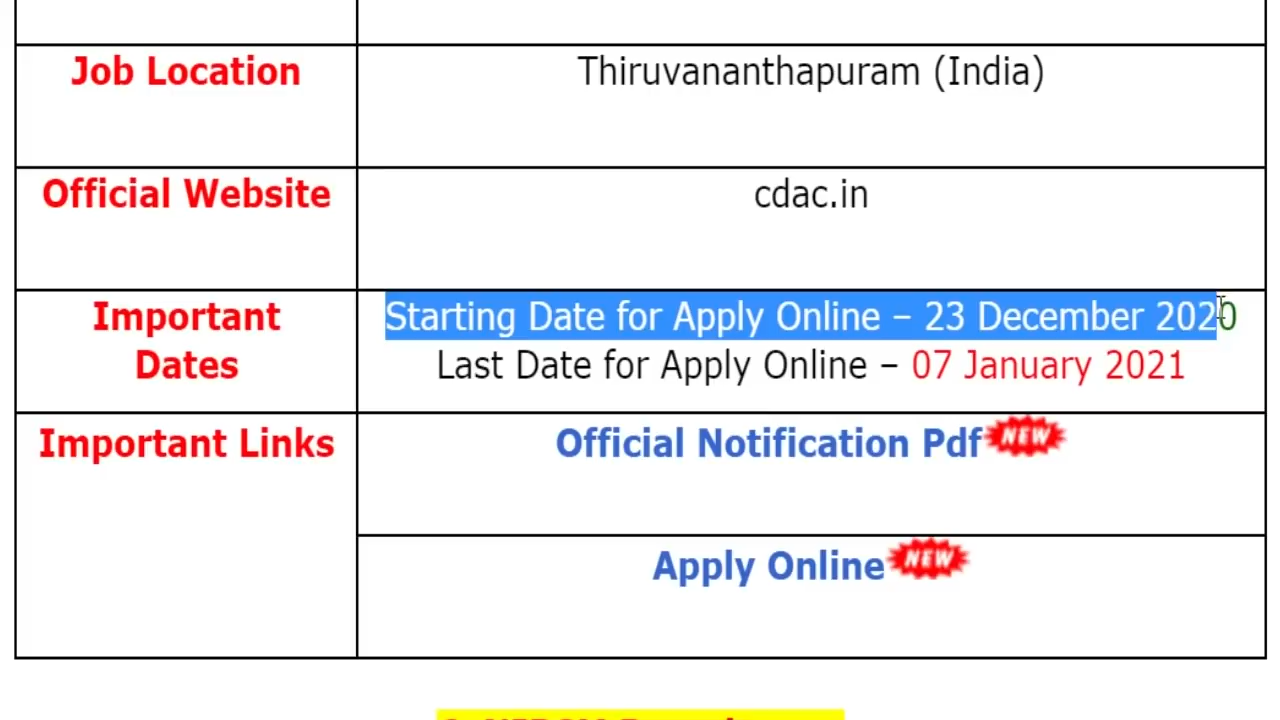 Job Location
Thiruvananthapuram (India)
Official Website
cdac.in
Important
Dates
Starting Date for Apply Online – 23 December 2020
Last Date for Apply Online – 07 January 2021
Important Links
Official Notification Pdf NEW
Apply Online NEW